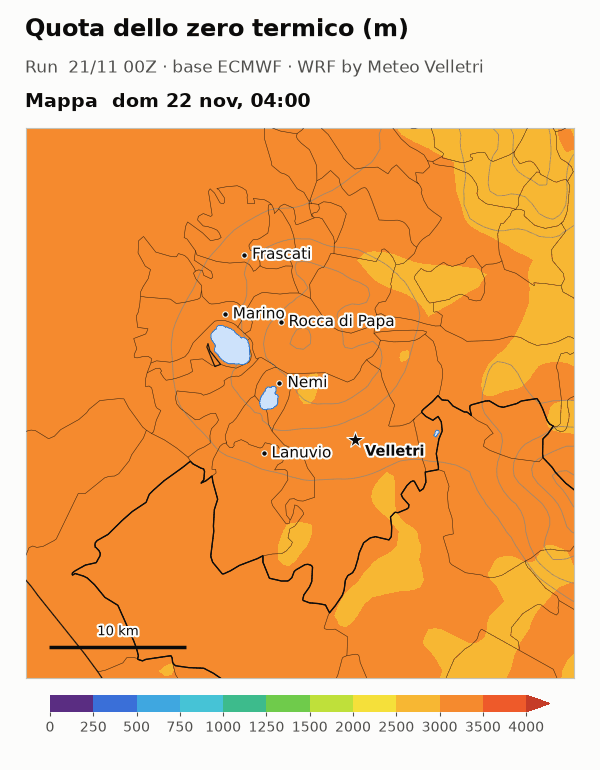 Quota dello zero termico (m)
Run  21/11 00Z · base ECMWF · WRF by Meteo Velletri
Mappa  dom 22 nov, 04:00
Frascati
Marino
Rocca di Papa
Nemi
Velletri
Lanuvio
10 km
0 250 500 750 1000 1250 1500 2000 2500 3000 3500 4000